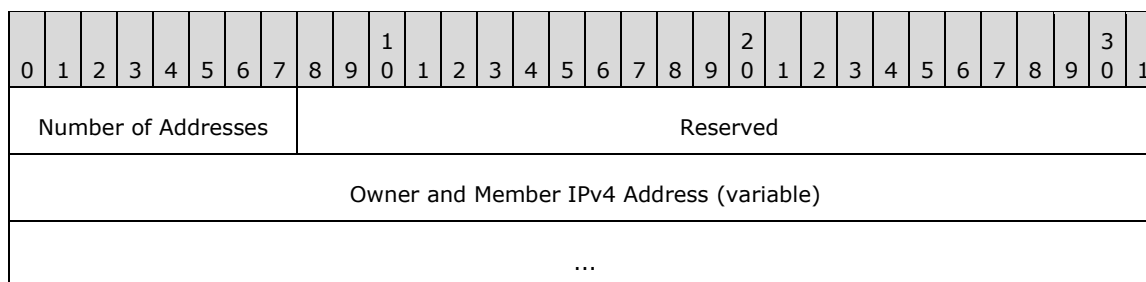 1 2 3
0 1 2 3 4 5 6 7 8 9 0 1 2 3 4 5 6 7 8 9 0 1 2 3 4 5 6 7 8 9 0 1
Number of Addresses Reserved
Owner and Member IPv4 Address (variable)
...